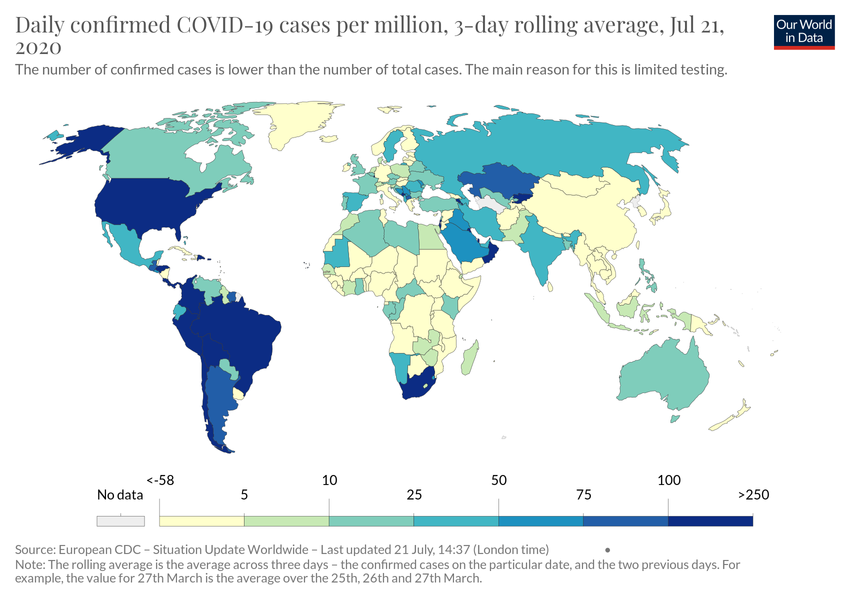 Daily confirmed COVID-19 cases per million, 3-day rolling average, Jul 21,
2020
Our World
in Data
The number of confirmed cases is lower than the number of total cases. The main reason for this is limited testing.
No data
<-58
5
10
25
50
75
100
>250
Source: European CDC – Situation Update Worldwide – Last updated 21 July, 14:37 (London time)
Note: The rolling average is the average across three days – the confirmed cases on the particular date, and the two previous days. For
example, the value for 27th March is the average over the 25th, 26th and 27th March.